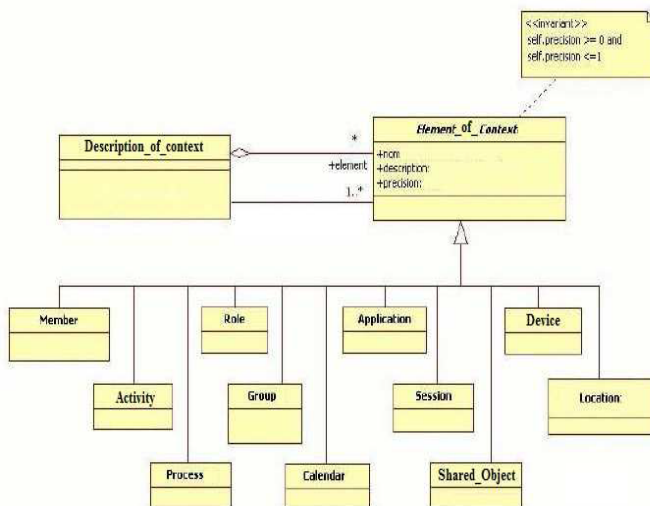 <<invariant>>
self.precision >= 0 and
self.precision <=1
Element_of_Context
+nom
+description:
+precision:
Description_of_context
*
+element
1..*
Member
Role
Application
Device
Activity
Group
Session
Location:
Process
Calendar
Shared_Object